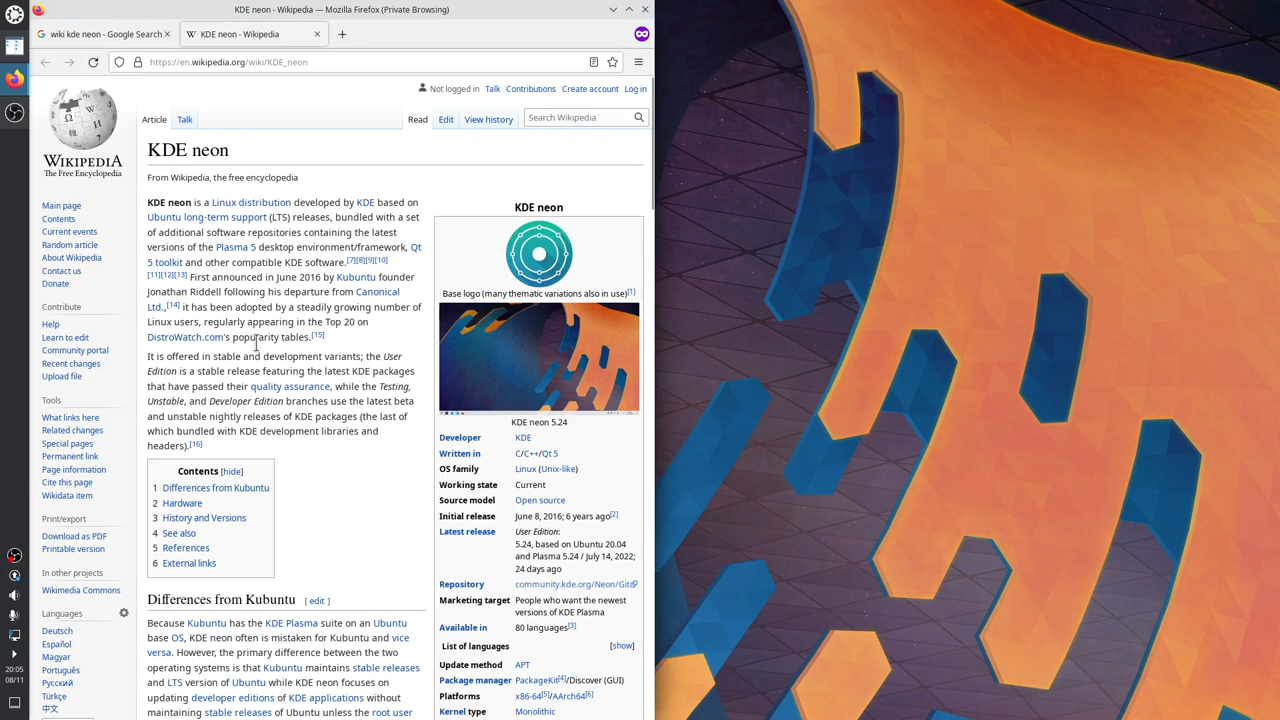 KDE neon - Wikipedia — Mozilla Firefox (Private Browsing)
wiki kde neon - Google Search
KDE neon - Wikipedia
https://en.wikipedia.org/wiki/KDE_neon
Not logged in Talk Contributions Create account Log in
Article Talk Read Edit View history Search Wikipedia
WIKIPEDIA
The Free Encyclopedia
Main page
Contents
Current events
Random article
About Wikipedia
Contact us
Donate
Contribute
Help
Learn to edit
Community portal
Recent changes
Upload file
Tools
What links here
Related changes
Special pages
Permanent link
Page information
Cite this page
Wikidata item
Print/export
Download as PDF
Printable version
In other projects
Wikimedia Commons
Languages
Deutsch
Español
Magyar
Português
Русский
Türkçe
中文
KDE neon
From Wikipedia, the free encyclopedia
KDE neon is a Linux distribution developed by KDE based on
Ubuntu long-term support (LTS) releases, bundled with a set
of additional software repositories containing the latest
versions of the Plasma 5 desktop environment/framework, Qt
5 toolkit and other compatible KDE software.[7][8][9][10]
[11][12][13] First announced in June 2016 by Kubuntu founder
Jonathan Riddell following his departure from Canonical
Ltd.,[14] it has been adopted by a steadily growing number of
Linux users, regularly appearing in the Top 20 on
DistroWatch.com's popularity tables.[15]
It is offered in stable and development variants; the User
Edition is a stable release featuring the latest KDE packages
that have passed their quality assurance, while the Testing,
Unstable, and Developer Edition branches use the latest beta
and unstable nightly releases of KDE packages (the last of
which bundled with KDE development libraries and
headers).[16]
Contents [hide]
1 Differences from Kubuntu
2 Hardware
3 History and Versions
4 See also
5 References
6 External links
Differences from Kubuntu [ edit ]
Because Kubuntu has the KDE Plasma suite on an Ubuntu
base OS, KDE neon often is mistaken for Kubuntu and vice
versa. However, the primary difference between the two
operating systems is that Kubuntu maintains stable releases
and LTS version of Ubuntu while KDE neon focuses on
updating developer editions of KDE applications without
maintaining stable releases of Ubuntu unless the root user
KDE neon
Base logo (many thematic variations also in use)[1]
KDE neon 5.24
Developer KDE
Written in C/C++/Qt 5
OS family Linux (Unix-like)
Working state Current
Source model Open source
Initial release June 8, 2016; 6 years ago[2]
Latest release User Edition:
5.24, based on Ubuntu 20.04
and Plasma 5.24 / July 14, 2022;
24 days ago
Repository community.kde.org/Neon/Git
Marketing target People who want the newest
versions of KDE Plasma
Available in 80 languages[3]
List of languages [show]
Update method APT
Package manager PackageKit[4]/Discover (GUI)
Platforms x86-64[5]/AArch64[6]
Kernel type Monolithic
20:05
08/11